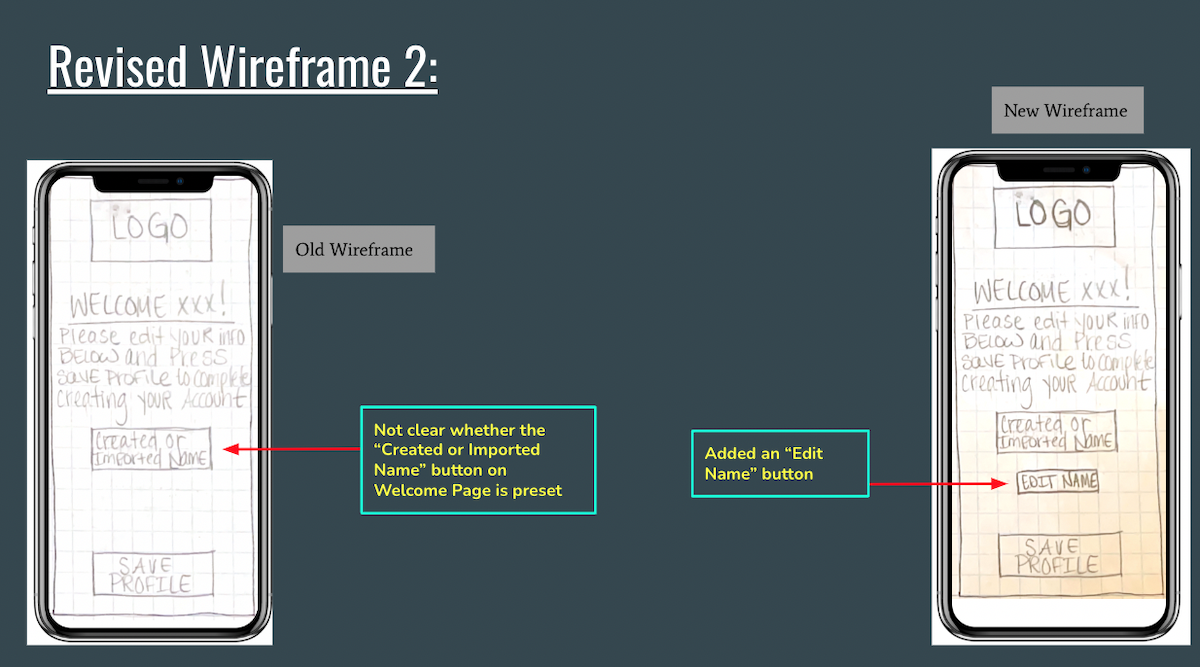 Revised Wireframe 2:
Old Wireframe
LOGO
WELCOME xxx!
Please edit YOUR info
BELOW and Press
SAVE PROFILE to complete
creating YOUR Account
Created or
Imported NAME
SAVE
PROFILE
Not clear whether the
“Created or Imported
Name” button on
Welcome Page is preset
Added an “Edit
Name” button
New Wireframe
LOGO
WELCOME xxx!
Please edit YOUR info
BELOW and Press
SAVE PROFILE to complete
creating YOUR Account
Created or
Imported NAME
EDIT NAME
SAVE
PROFILE